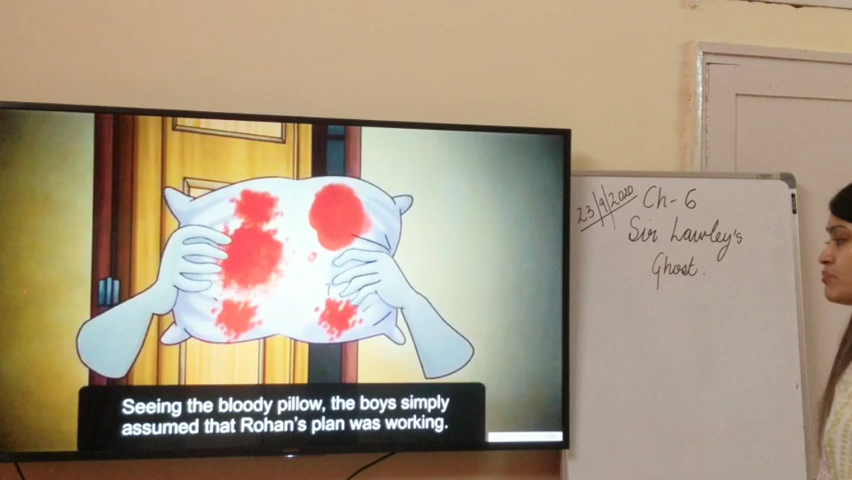 Seeing the bloody pillow, the boys simply
assumed that Rohan's plan was working.
23/9/2020
Ch-6
Sir Lawley's
Ghost.